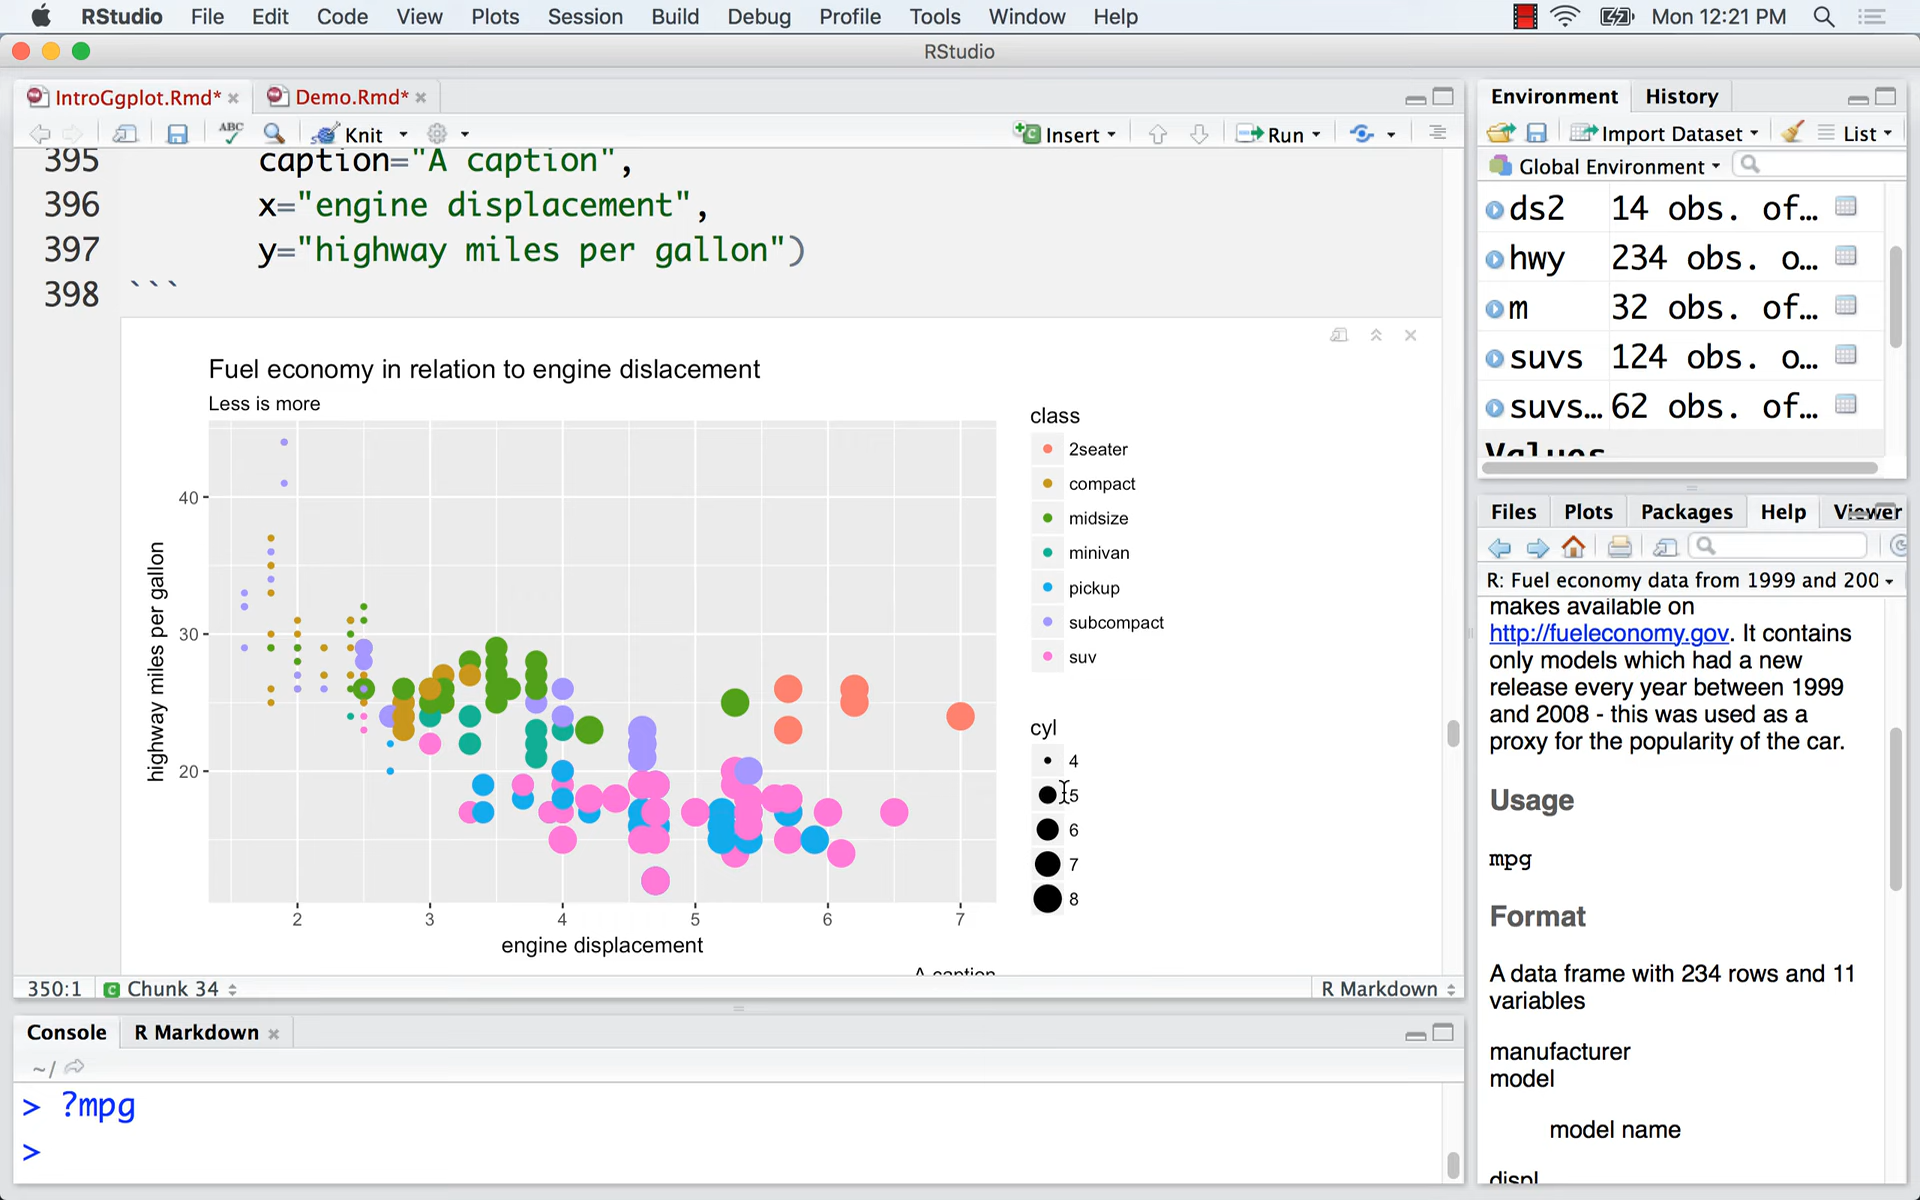 RStudio File Edit Code View Plots Session Build Debug Profile Tools Window Help Mon 12:21 PM
RStudio
IntroGgplot.Rmd* Demo.Rmd*
ABC Knit Insert Run
395 caption="A caption",
396 x="engine displacement",
397 y="highway miles per gallon")
398 ```
Fuel economy in relation to engine dislacement
Less is more
highway miles per gallon
40
30
20
2 3 4 5 6 7
engine displacement
A caption
class
2seater
compact
midsize
minivan
pickup
subcompact
suv
cyl
4
5
6
7
8
350:1 C Chunk 34 R Markdown
Console R Markdown
~/
> ?mpg
>
Environment History
Import Dataset List
Global Environment
ds2 14 obs. of…
hwy 234 obs. o…
m 32 obs. of…
suvs 124 obs. o…
suvs… 62 obs. of…
Values
Files Plots Packages Help Viewer
R: Fuel economy data from 1999 and 200
makes available on
http://fueleconomy.gov. It contains
only models which had a new
release every year between 1999
and 2008 - this was used as a
proxy for the popularity of the car.
Usage
mpg
Format
A data frame with 234 rows and 11
variables
manufacturer
model
model name
displ